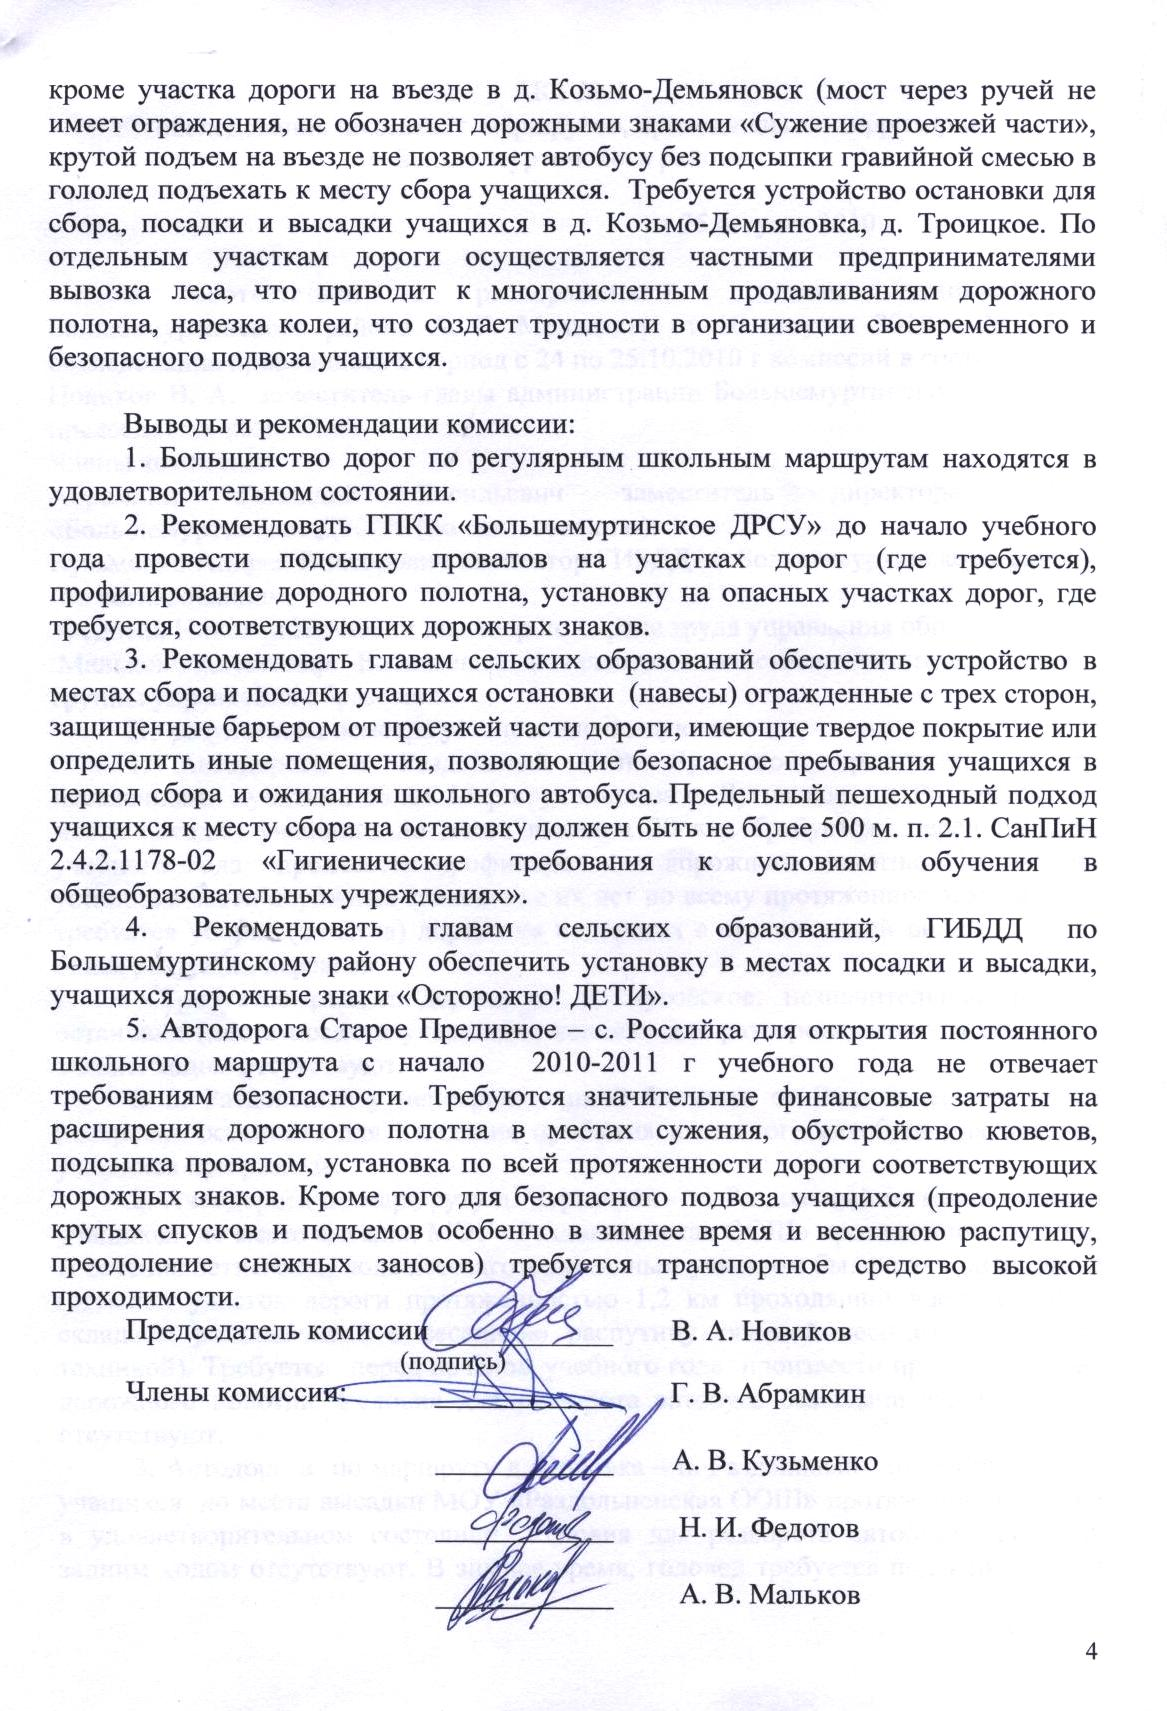 кроме участка дороги на въезде в д. Козьмо-Демьяновск (мост через ручей не
имеет ограждения, не обозначен дорожными знаками «Сужение проезжей части»,
крутой подъем на въезде не позволяет автобусу без подсыпки гравийной смесью в
гололед подъехать к месту сбора учащихся. Требуется устройство остановки для
сбора, посадки и высадки учащихся в д. Козьмо-Демьяновка, д. Троицкое. По
отдельным участкам дороги осуществляется частными предпринимателями
вывозка леса, что приводит к многочисленным продавливаниям дорожного
полотна, нарезка колеи, что создает трудности в организации своевременного и
безопасного подвоза учащихся.
Выводы и рекомендации комиссии:
1. Большинство дорог по регулярным школьным маршрутам находятся в
удовлетворительном состоянии.
2. Рекомендовать ГПКК «Большемуртинское ДРСУ» до начало учебного
года провести подсыпку провалов на участках дорог (где требуется),
профилирование дородного полотна, установку на опасных участках дорог, где
требуется, соответствующих дорожных знаков.
3. Рекомендовать главам сельских образований обеспечить устройство в
местах сбора и посадки учащихся остановки (навесы) огражденные с трех сторон,
защищенные барьером от проезжей части дороги, имеющие твердое покрытие или
определить иные помещения, позволяющие безопасное пребывания учащихся в
период сбора и ожидания школьного автобуса. Предельный пешеходный подход
учащихся к месту сбора на остановку должен быть не более 500 м. п. 2.1. СанПиН
2.4.2.1178-02 «Гигиенические требования к условиям обучения в
общеобразовательных учреждениях».
4. Рекомендовать главам сельских образований, ГИБДД по
Большемуртинскому району обеспечить установку в местах посадки и высадки,
учащихся дорожные знаки «Осторожно! ДЕТИ».
5. Автодорога Старое Предивное – с. Российка для открытия постоянного
школьного маршрута с начало 2010-2011 г учебного года не отвечает
требованиям безопасности. Требуются значительные финансовые затраты на
расширения дорожного полотна в местах сужения, обустройство кюветов,
подсыпка провалом, установка по всей протяженности дороги соответствующих
дорожных знаков. Кроме того для безопасного подвоза учащихся (преодоление
крутых спусков и подъемов особенно в зимнее время и весеннюю распутицу,
преодоление снежных заносов) требуется транспортное средство высокой
проходимости.
Председатель комиссии В. А. Новиков
(подпись)
Члены комиссии: Г. В. Абрамкин
А. В. Кузьменко
Н. И. Федотов
А. В. Мальков
4